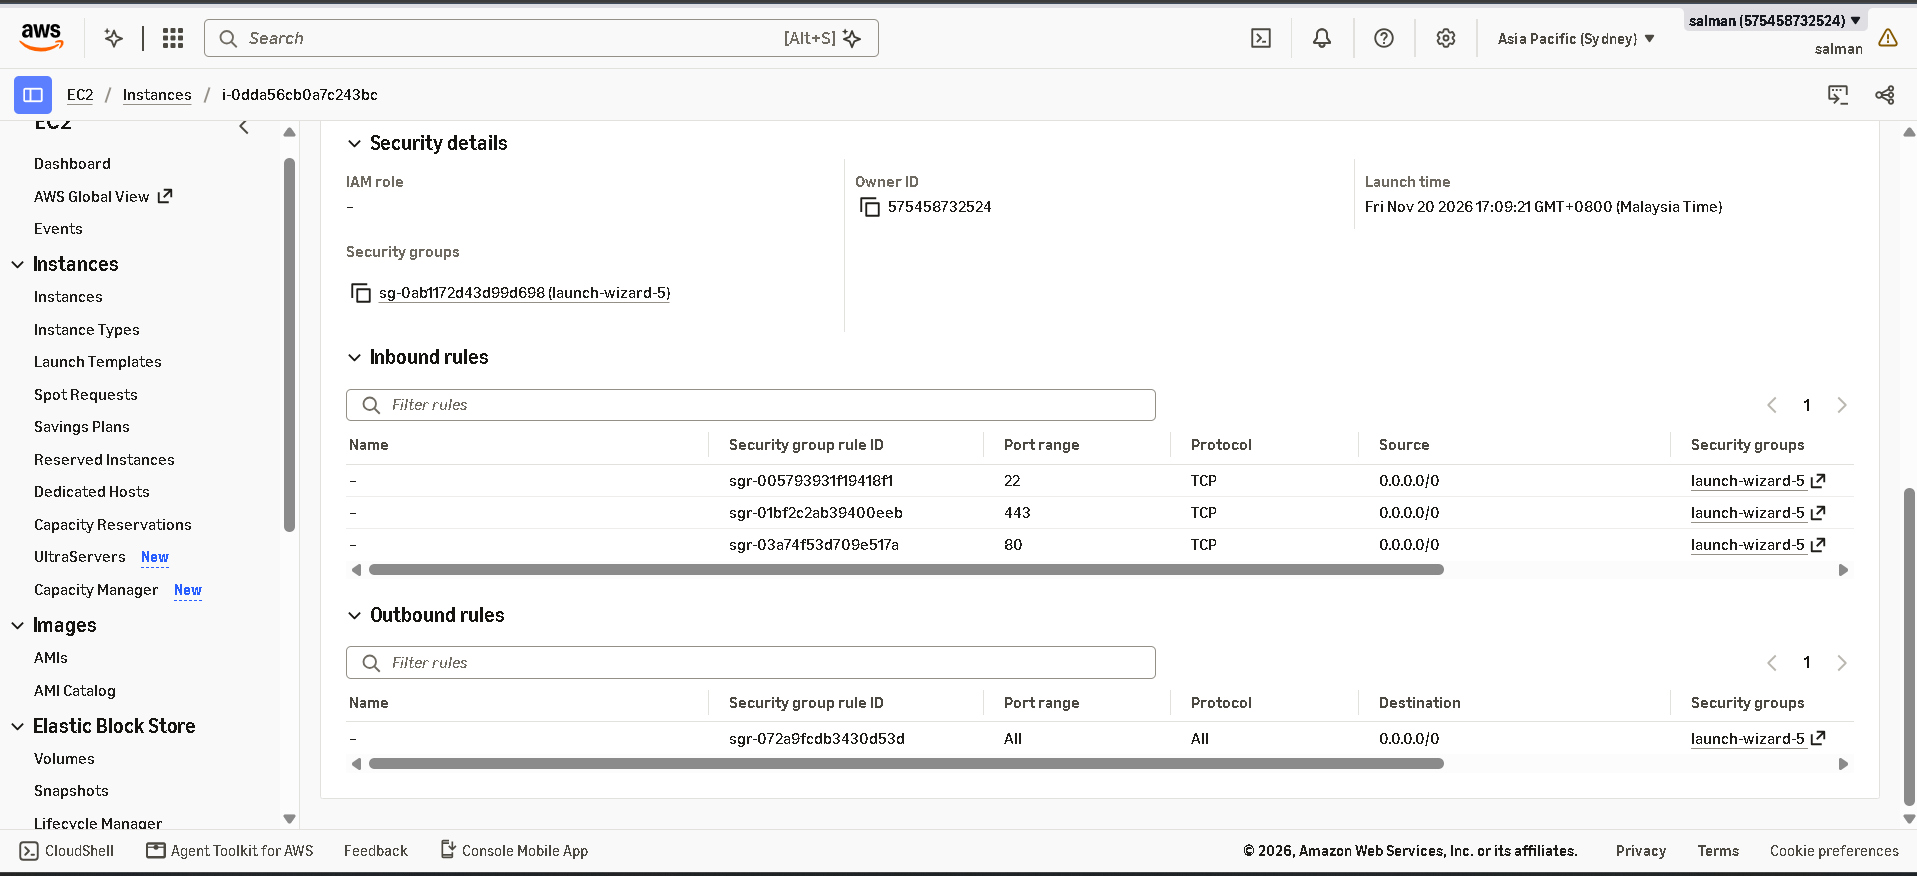 aws
Search
[Alt+S]
Asia Pacific (Sydney)
salman (575458732524)
salman
EC2 / Instances / i-0dda56cb0a7c243bc
EC2
Dashboard
AWS Global View
Events
Instances
Instances
Instance Types
Launch Templates
Spot Requests
Savings Plans
Reserved Instances
Dedicated Hosts
Capacity Reservations
UltraServers New
Capacity Manager New
Images
AMIs
AMI Catalog
Elastic Block Store
Volumes
Snapshots
Lifecycle Manager
Security details
IAM role
–
Owner ID
575458732524
Launch time
Fri Nov 20 2026 17:09:21 GMT+0800 (Malaysia Time)
Security groups
sg-0ab1172d43d99d698 (launch-wizard-5)
Inbound rules
Filter rules
1
Name Security group rule ID Port range Protocol Source Security groups
– sgr-005793931f19418f1 22 TCP 0.0.0.0/0 launch-wizard-5
– sgr-01bf2c2ab39400eeb 443 TCP 0.0.0.0/0 launch-wizard-5
– sgr-03a74f53d709e517a 80 TCP 0.0.0.0/0 launch-wizard-5
Outbound rules
Filter rules
1
Name Security group rule ID Port range Protocol Destination Security groups
– sgr-072a9fcdb3430d53d All All 0.0.0.0/0 launch-wizard-5
CloudShell
Agent Toolkit for AWS
Feedback
Console Mobile App
© 2026, Amazon Web Services, Inc. or its affiliates.
Privacy
Terms
Cookie preferences